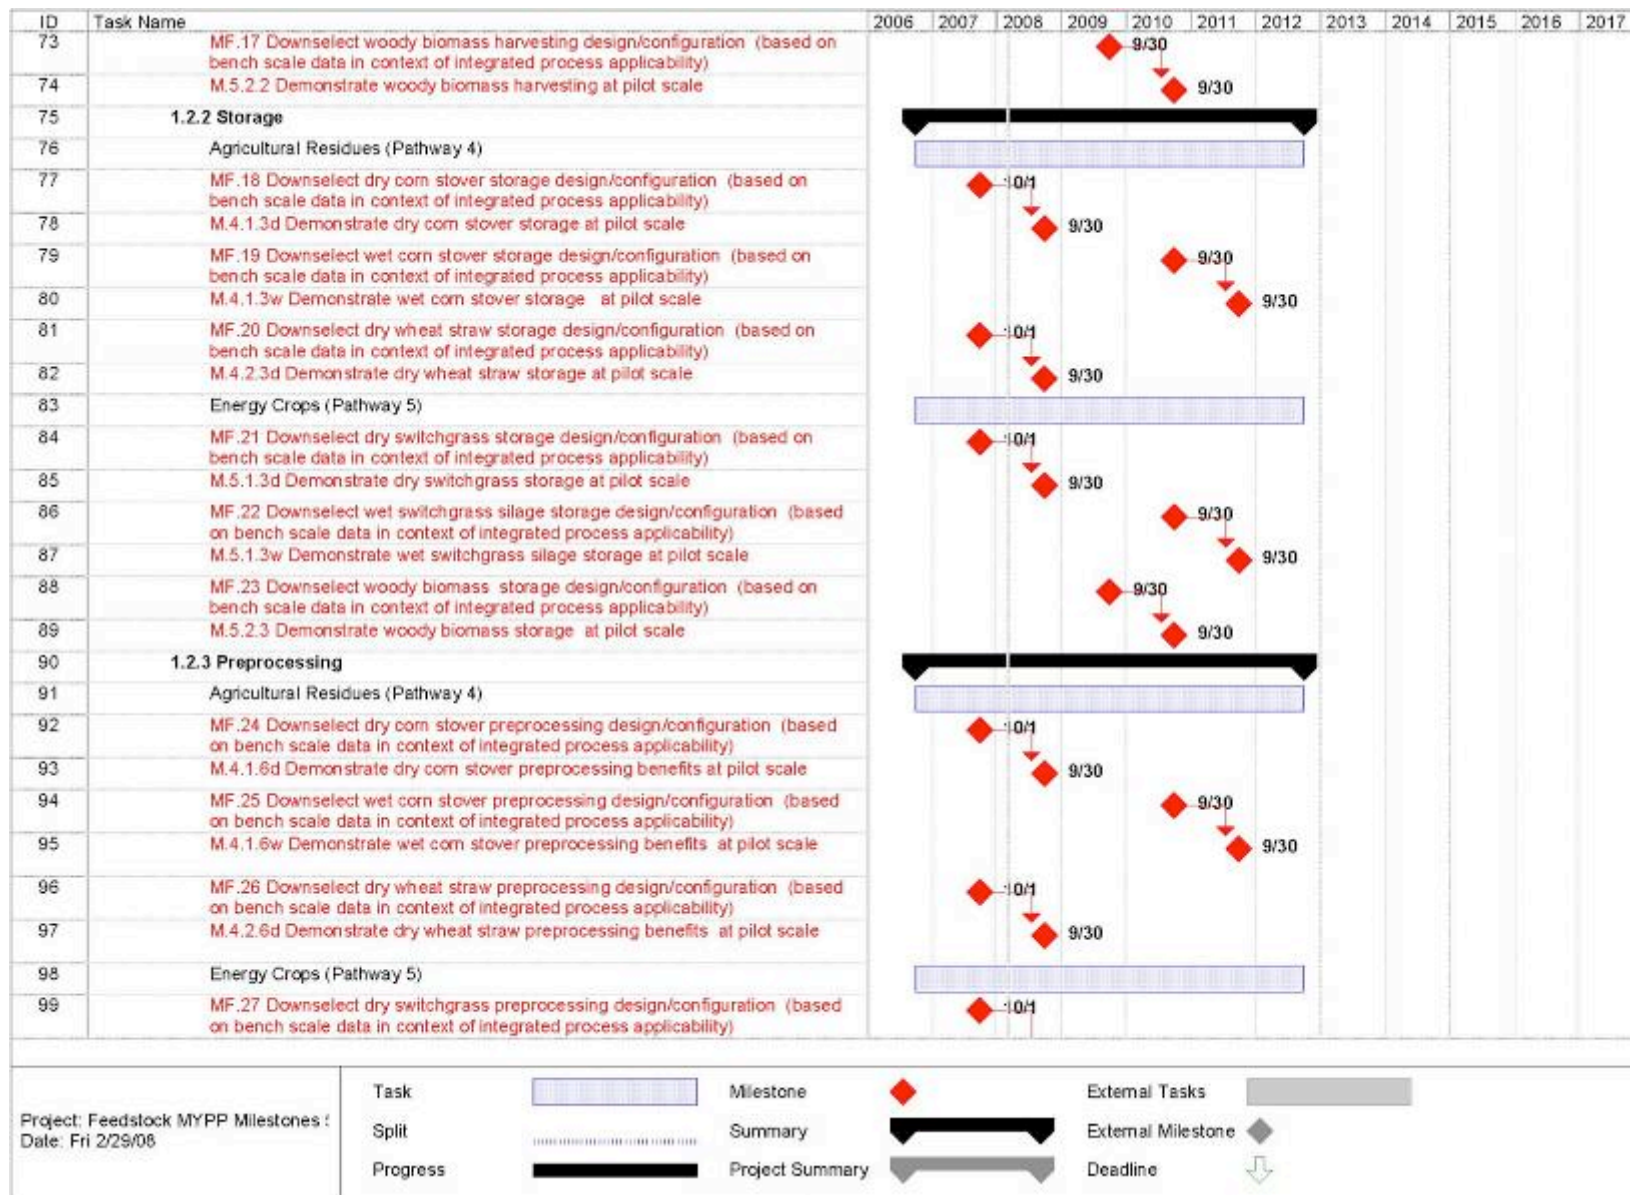 ID Task Name 2006 2007 2008 2009 2010 2011 2012 2013 2014 2015 2016 2017
73 MF.17 Downselect woody biomass harvesting design/configuration (based on 9/30
bench scale data in context of integrated process applicability)
74 M.5.2.2 Demonstrate woody biomass harvesting at pilot scale 9/30
75 1.2.2 Storage
76 Agricultural Residues (Pathway 4)
77 MF.18 Downselect dry corn stover storage design/configuration (based on 10/1
bench scale data in context of integrated process applicability)
78 M.4.1.3d Demonstrate dry corn stover storage at pilot scale 9/30
79 MF.19 Downselect wet corn stover storage design/configuration (based on 9/30
bench scale data in context of integrated process applicability)
80 M.4.1.3w Demonstrate wet corn stover storage at pilot scale 9/30
81 MF.20 Downselect dry wheat straw storage design/configuration (based on 10/1
bench scale data in context of integrated process applicability)
82 M.4.2.3d Demonstrate dry wheat straw storage at pilot scale 9/30
83 Energy Crops (Pathway 5)
84 MF.21 Downselect dry switchgrass storage design/configuration (based on 10/1
bench scale data in context of integrated process applicability)
85 M.5.1.3d Demonstrate dry switchgrass storage at pilot scale 9/30
86 MF.22 Downselect wet switchgrass silage storage design/configuration (based 9/30
on bench scale data in context of integrated process applicability)
87 M.5.1.3w Demonstrate wet switchgrass silage storage at pilot scale 9/30
88 MF.23 Downselect woody biomass storage design/configuration (based on 9/30
bench scale data in context of integrated process applicability)
89 M.5.2.3 Demonstrate woody biomass storage at pilot scale 9/30
90 1.2.3 Preprocessing
91 Agricultural Residues (Pathway 4)
92 MF.24 Downselect dry corn stover preprocessing design/configuration (based 10/1
on bench scale data in context of integrated process applicability)
93 M.4.1.6d Demonstrate dry corn stover preprocessing benefits at pilot scale 9/30
94 MF.25 Downselect wet corn stover preprocessing design/configuration (based 9/30
on bench scale data in context of integrated process applicability)
95 M.4.1.6w Demonstrate wet corn stover preprocessing benefits at pilot scale 9/30
96 MF.26 Downselect dry wheat straw preprocessing design/configuration (based 10/1
on bench scale data in context of integrated process applicability)
97 M.4.2.6d Demonstrate dry wheat straw preprocessing benefits at pilot scale 9/30
98 Energy Crops (Pathway 5)
99 MF.27 Downselect dry switchgrass preprocessing design/configuration (based 10/1
on bench scale data in context of integrated process applicability)
Project: Feedstock MYPP Milestones
Date: Fri 2/29/08
Task Milestone External Tasks
Split Summary External Milestone
Progress Project Summary Deadline